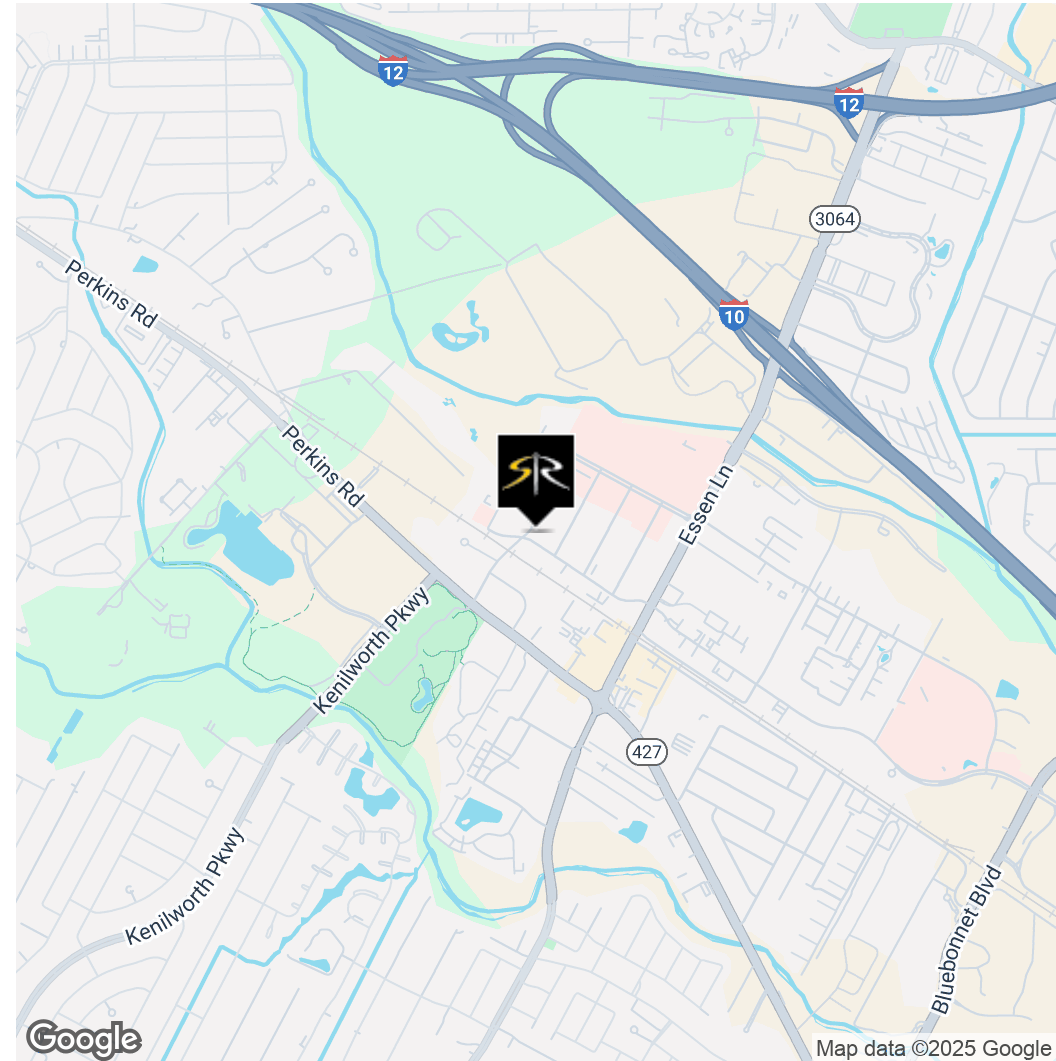 12
12
3064
Perkins Rd
10
Perkins Rd
SR
Essen Ln
Kenilworth Pkwy
427
Kenilworth Pkwy
Bluebonnet Blvd
Google
Map data ©2025 Google